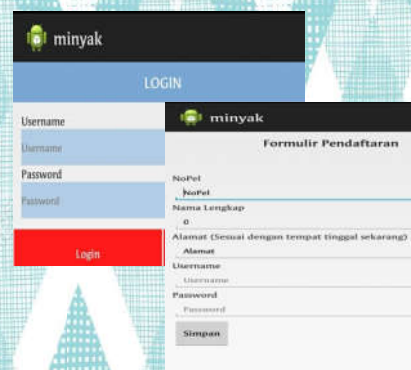 minyak
LOGIN
Username
Username
Password
Password
Login
minyak
Formulir Pendaftaran
NoPel
NoPel
Nama Lengkap
0
Alamat (Sesuai dengan tempat tinggal sekarang)
Alamat
Username
Username
Password
Password
Simpan